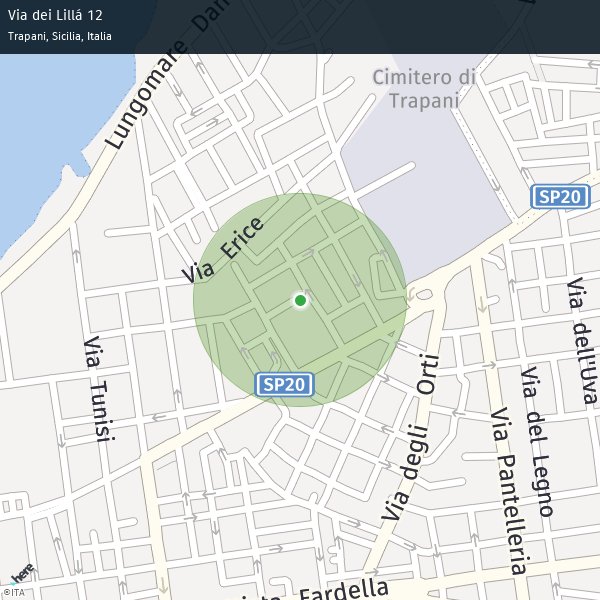 Via dei Lillá 12
Trapani, Sicilia, Italia
Lungomare Dan
Cimitero di
Trapani
SP20
Via Erice
Via dell'Uva
Via Tunisi
SP20
Via degli Orti
Via del Legno
Via Pantelleria
here
©ITA
Fardella